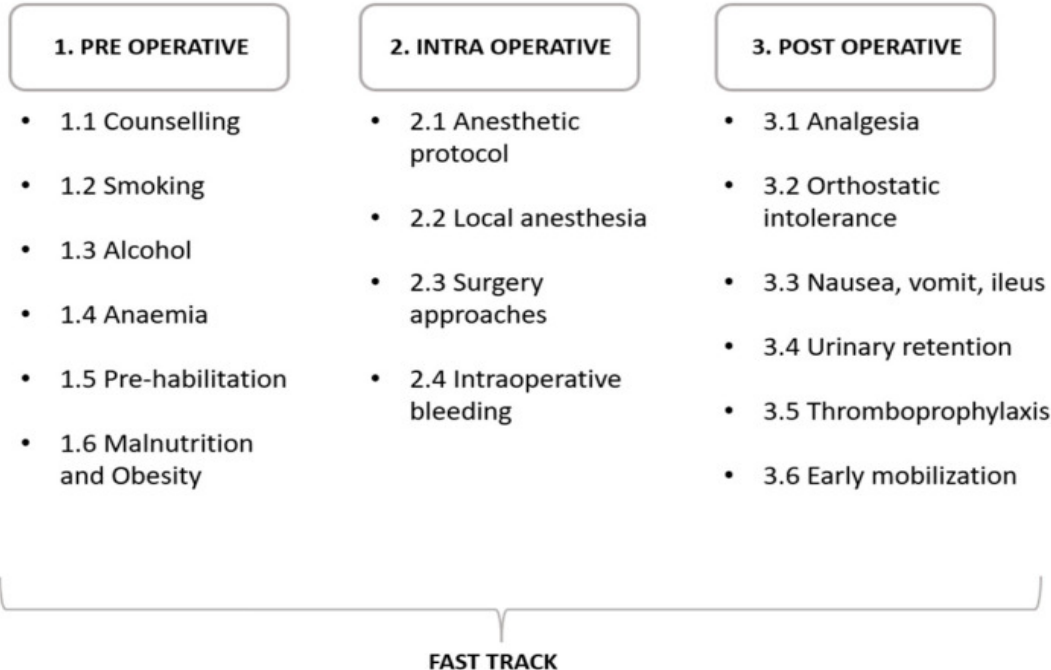 1. PRE OPERATIVE
• 1.1 Counselling
• 1.2 Smoking
• 1.3 Alcohol
• 1.4 Anaemia
• 1.5 Pre-habilitation
• 1.6 Malnutrition
and Obesity
2. INTRA OPERATIVE
• 2.1 Anesthetic
protocol
• 2.2 Local anesthesia
• 2.3 Surgery
approaches
• 2.4 Intraoperative
bleeding
3. POST OPERATIVE
• 3.1 Analgesia
• 3.2 Orthostatic
intolerance
• 3.3 Nausea, vomit, ileus
• 3.4 Urinary retention
• 3.5 Thromboprophylaxis
• 3.6 Early mobilization
FAST TRACK